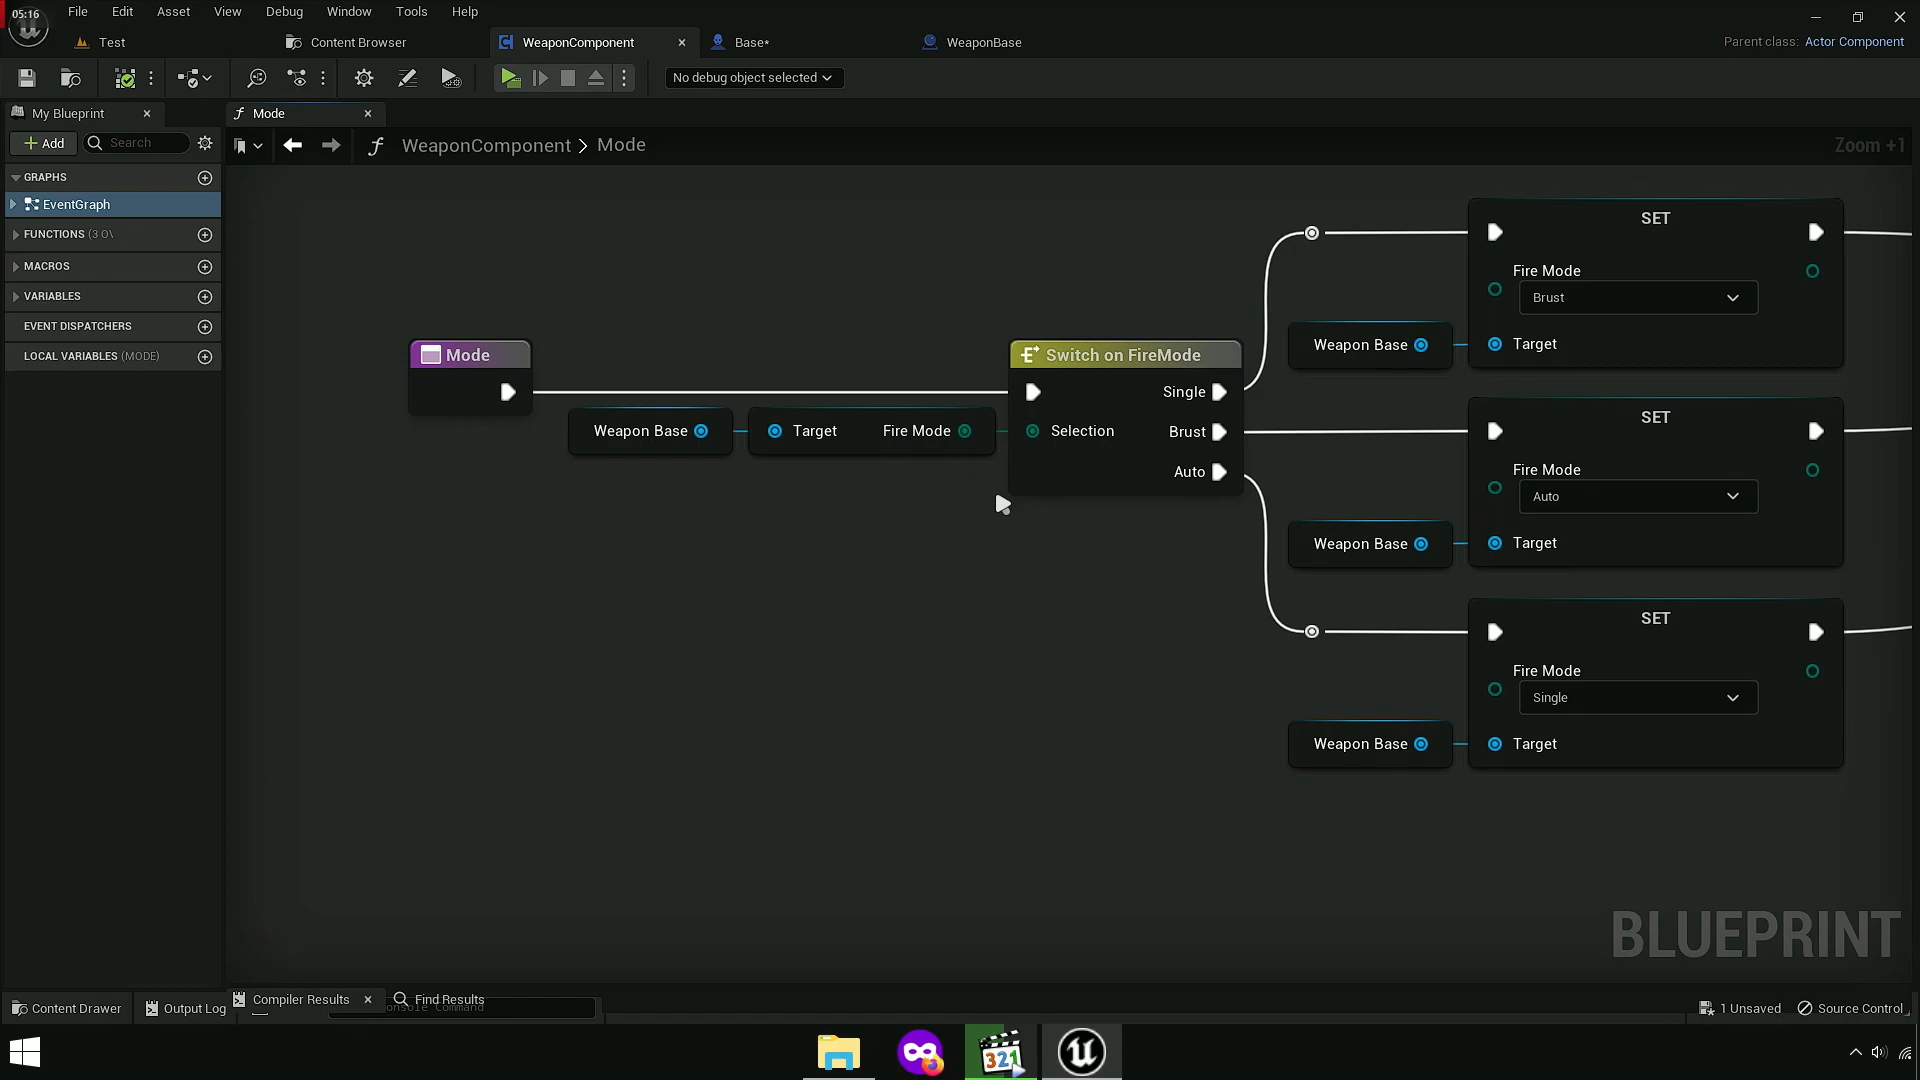 05:16
File Edit Asset View Debug Window Tools Help
Test Content Browser WeaponComponent Base* WeaponBase
Parent class: Actor Component
No debug object selected
My Blueprint
Mode
Add Search
WeaponComponent > Mode
Zoom +1
GRAPHS
EventGraph
FUNCTIONS (3 O\
MACROS
VARIABLES
EVENT DISPATCHERS
LOCAL VARIABLES (MODE)
Mode
Weapon Base
Target Fire Mode
Switch on FireMode
Single
Selection Brust
Auto
SET
Fire Mode
Brust
Weapon Base
Target
SET
Fire Mode
Auto
Weapon Base
Target
SET
Fire Mode
Single
Weapon Base
Target
BLUEPRINT
Compiler Results Find Results
Content Drawer Output Log onsole Command 1 Unsaved Source Control
321